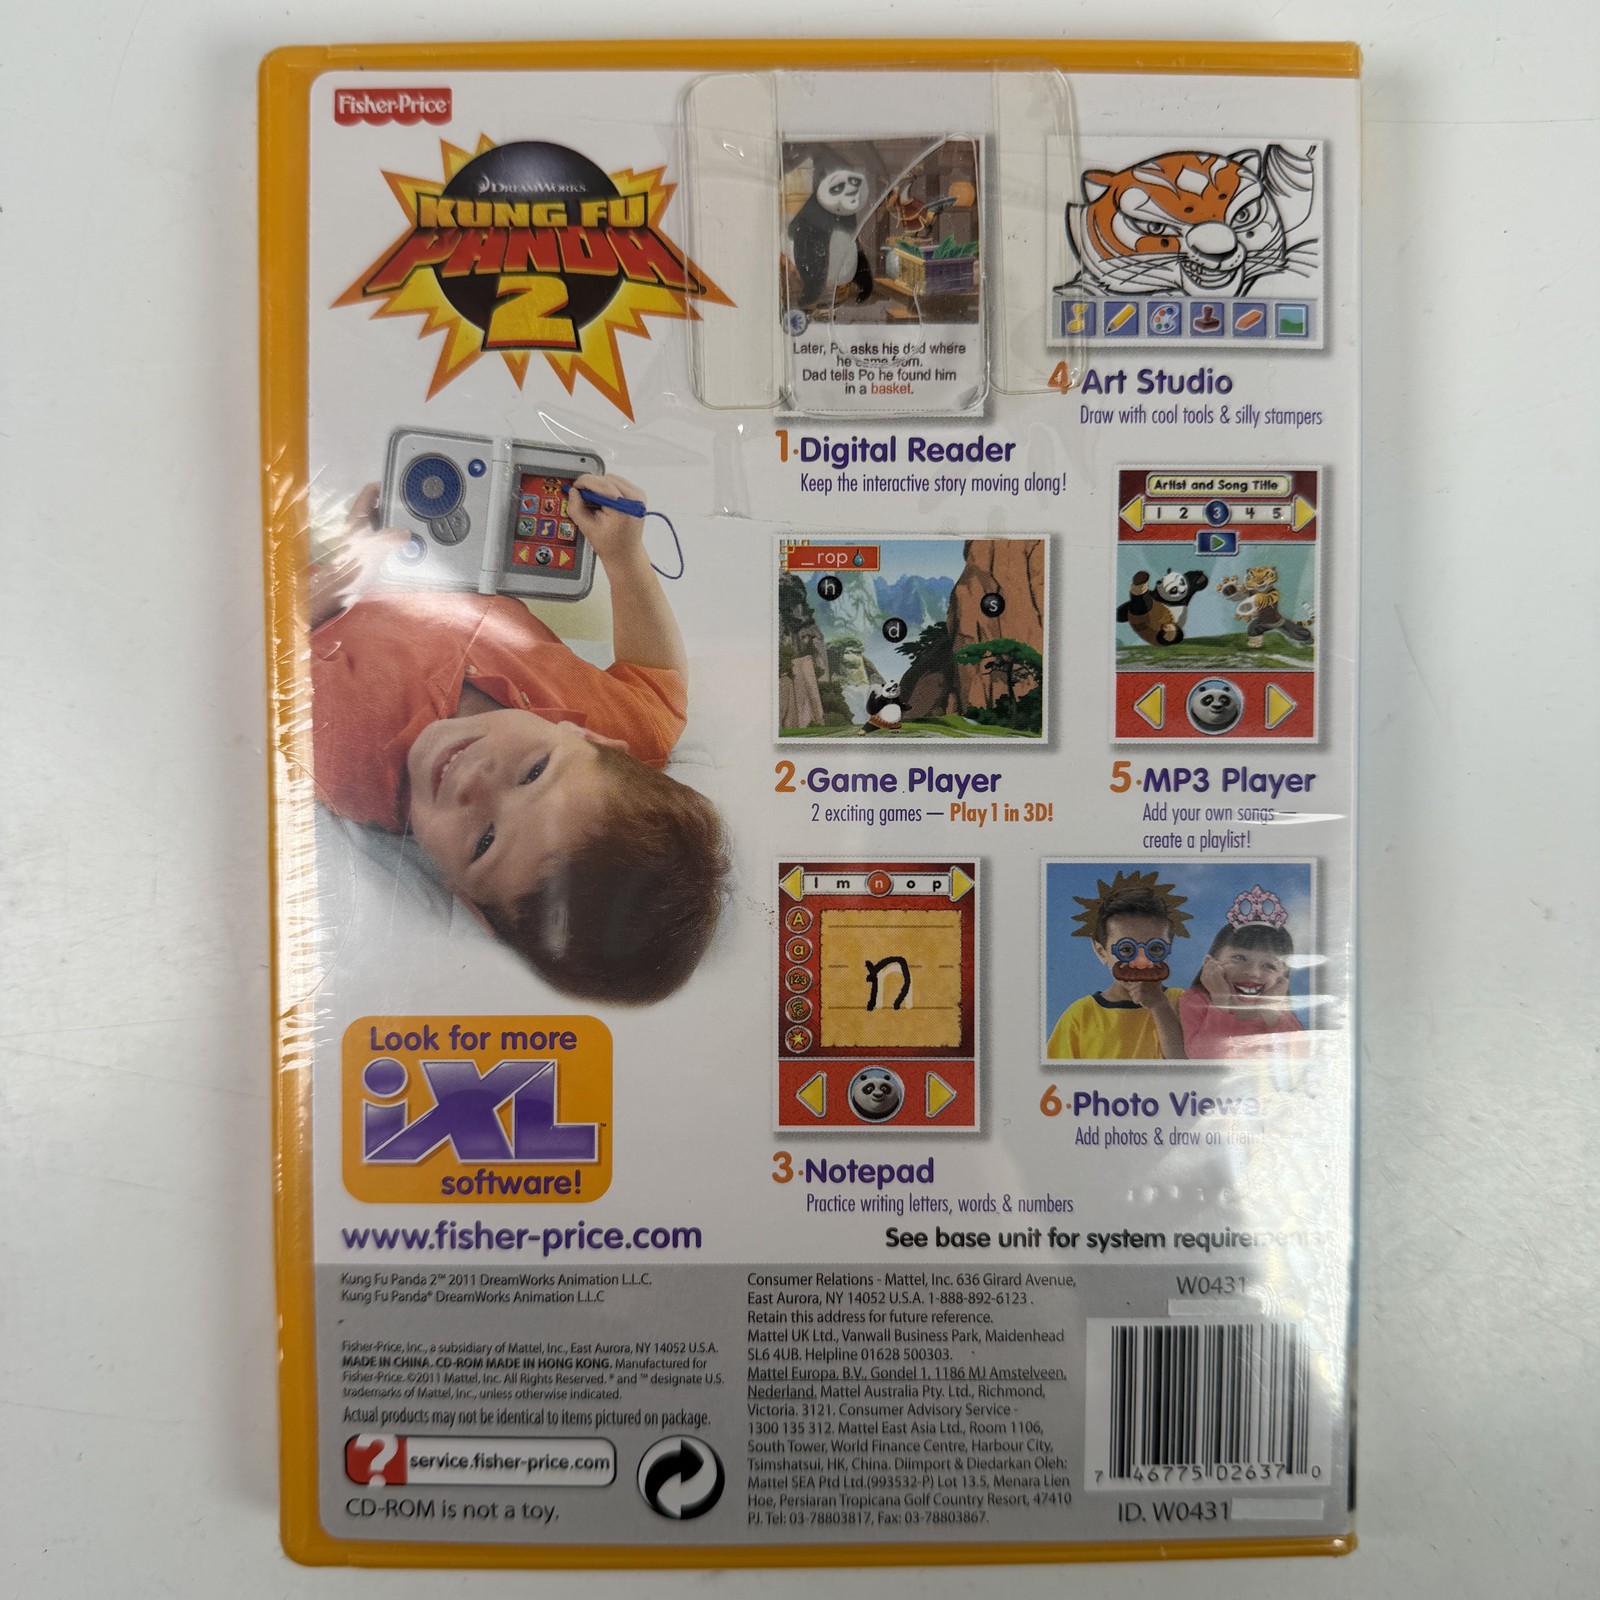 Fisher-Price
DREAMWORKS
KUNG FU
PANDA
2
Later, Po asks his dad where
he came from.
Dad tells Po he found him
in a basket.
1·Digital Reader
Keep the interactive story moving along!
4 Art Studio
Draw with cool tools & silly stampers
_rop
h
s
d
2·Game Player
2 exciting games — Play 1 in 3D!
Artist and Song Title
1 2 3 4 5
5·MP3 Player
Add your own songs —
create a playlist!
l m n o p
A
a
123
n
3·Notepad
Practice writing letters, words & numbers
6·Photo Viewer
Add photos & draw on them!
See base unit for system requirements
Look for more
iXL™
software!
www.fisher-price.com
Kung Fu Panda 2™ 2011 DreamWorks Animation L.L.C.
Kung Fu Panda® DreamWorks Animation L.L.C
Fisher-Price, Inc., a subsidiary of Mattel, Inc., East Aurora, NY 14052 U.S.A.
MADE IN CHINA. CD-ROM MADE IN HONG KONG. Manufactured for
Fisher-Price. ©2011 Mattel, Inc. All Rights Reserved. ® and ™ designate U.S.
trademarks of Mattel, Inc., unless otherwise indicated.
Actual products may not be identical to items pictured on package.
? service.fisher-price.com
CD-ROM is not a toy.
Consumer Relations - Mattel, Inc. 636 Girard Avenue,
East Aurora, NY 14052 U.S.A. 1-888-892-6123 .
Retain this address for future reference.
Mattel UK Ltd., Vanwall Business Park, Maidenhead
SL6 4UB. Helpline 01628 500303.
Mattel Europa, B.V., Gondel 1, 1186 MJ Amstelveen,
Nederland. Mattel Australia Pty. Ltd., Richmond,
Victoria. 3121. Consumer Advisory Service -
1300 135 312. Mattel East Asia Ltd., Room 1106,
South Tower, World Finance Centre, Harbour City,
Tsimshatsui, HK, China. Diimport & Diedarkan Oleh:
Mattel SEA Ptd Ltd.(993532-P) Lot 13.5, Menara Lien
Hoe, Persiaran Tropicana Golf Country Resort, 47410
PJ. Tel: 03-78803817, Fax: 03-78803867.
W0431
7 46775 02637 0
ID. W0431